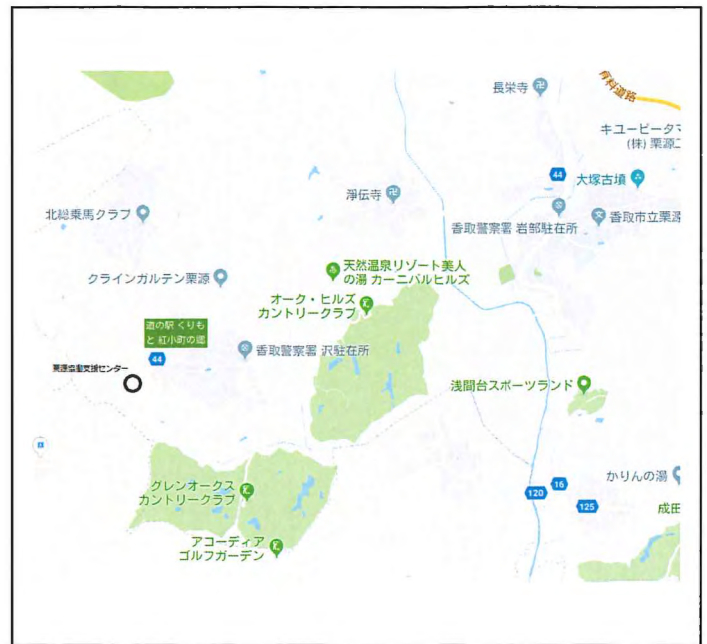 有料道路
長栄寺
キユーピータマ
(株) 栗源工
44
大塚古墳
淨伝寺
香取警察署 岩部駐在所
香取市立栗源
北総乗馬クラブ
天然温泉リゾート美人
の湯 カーニバルヒルズ
クラインガルテン栗源
オーク・ヒルズ
カントリークラブ
道の駅 くりも
と 紅小町の郷
44
香取警察署 沢駐在所
栗源協働支援センター
浅間台スポーツランド
かりんの湯
グレンオークス
カントリークラブ
120
16
125
成田
アコーディア
ゴルフガーデン